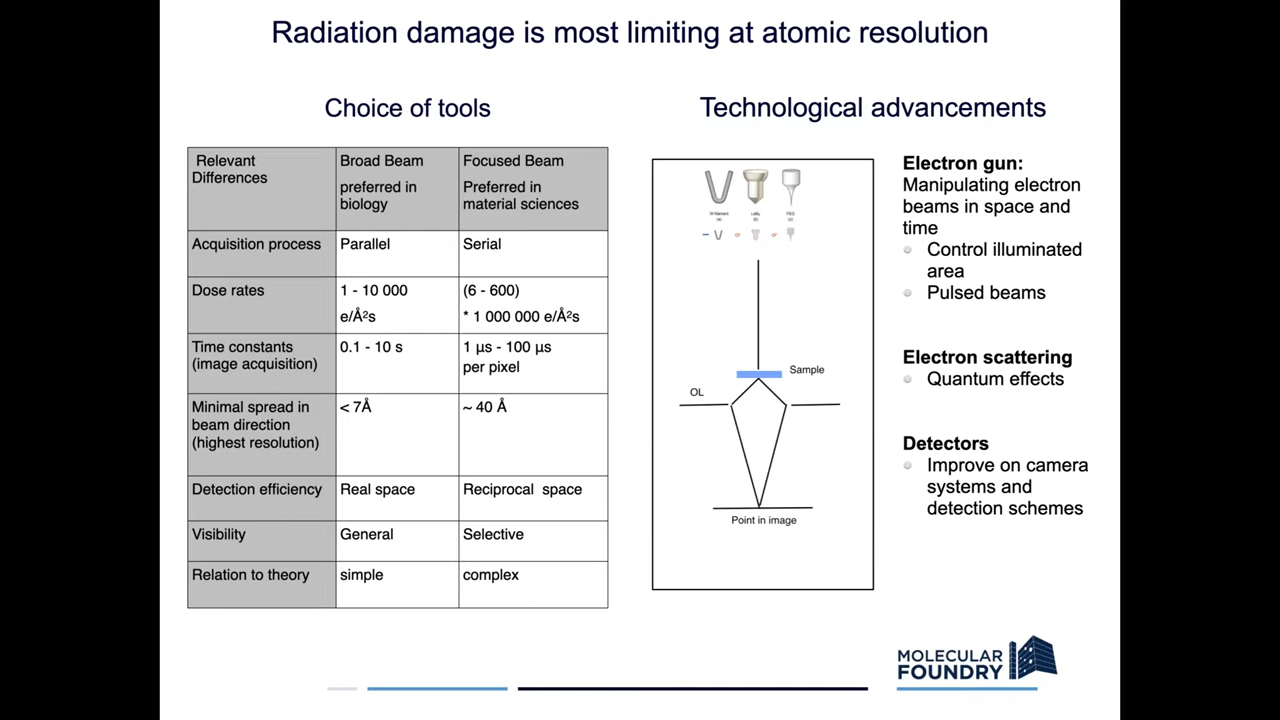 Radiation damage is most limiting at atomic resolution
Choice of tools
Relevant
Differences
Broad Beam
preferred in
biology
Focused Beam
Preferred in
material sciences
Acquisition process
Parallel
Serial
Dose rates
1 - 10 000
e/Å²s
(6 - 600)
* 1 000 000 e/Å²s
Time constants
(image acquisition)
0.1 - 10 s
1 µs - 100 µs
per pixel
Minimal spread in
beam direction
(highest resolution)
< 7Å
~ 40 Å
Detection efficiency
Real space
Reciprocal space
Visibility
General
Selective
Relation to theory
simple
complex
Technological advancements
W-filament
(a)
LaB₆
(b)
FEG
(c)
or
or
Sample
OL
Point in image
Electron gun:
Manipulating electron
beams in space and
time
Control illuminated
area
Pulsed beams
Electron scattering
Quantum effects
Detectors
Improve on camera
systems and
detection schemes
MOLECULAR
FOUNDRY